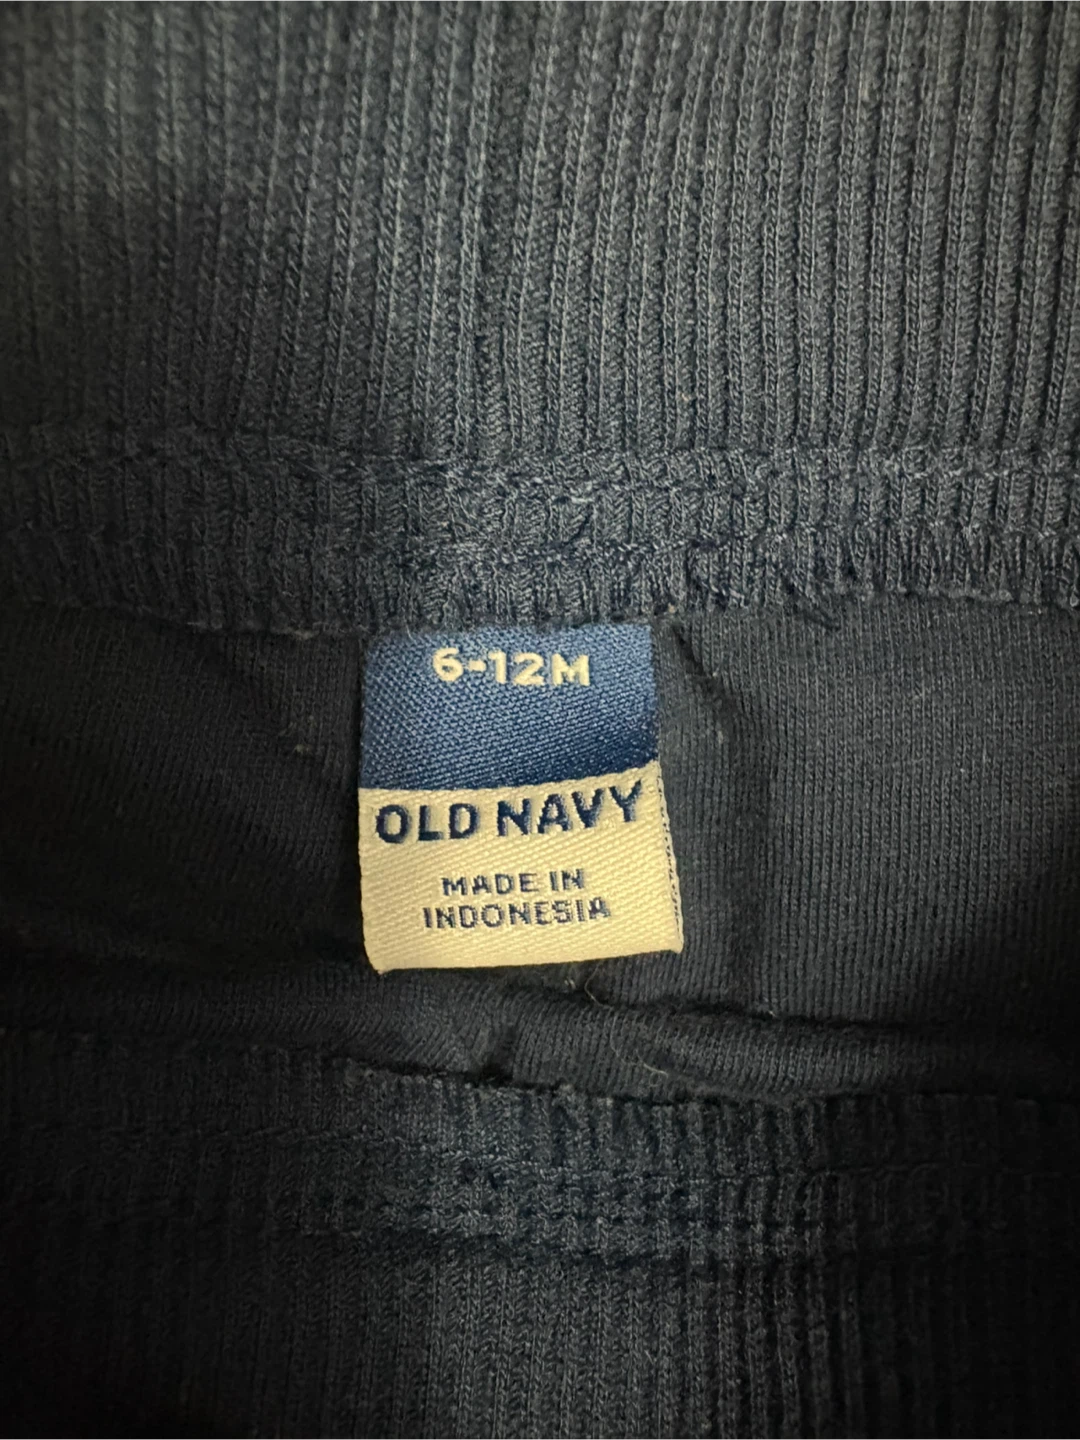 6-12M
OLD NAVY
MADE IN
INDONESIA